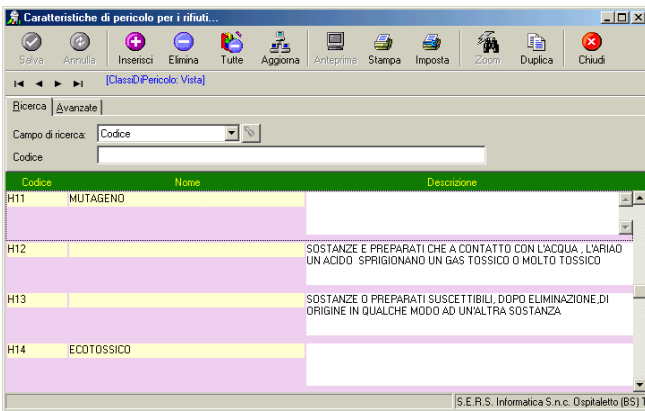 Caratteristiche di pericolo per i rifiuti...
Salva Annulla Inserisci Elimina Tutte Aggiorna Anteprima Stampa Imposta Zoom Duplica Chiudi
[ClassiDiPericolo: Vista]
Ricerca Avanzate
Campo di ricerca: Codice
Codice
Codice Nome Descrizione
H11 MUTAGENO
H12 SOSTANZE E PREPARATI CHE A CONTATTO CON L'ACQUA , L'ARIAO
UN ACIDO SPRIGIONANO UN GAS TOSSICO O MOLTO TOSSICO
H13 SOSTANZE O PREPARATI SUSCETTIBILI, DOPO ELIMINAZIONE,DI
ORIGINE IN QUALCHE MODO AD UN'ALTRA SOSTANZA
H14 ECOTOSSICO
S.E.R.S. Informatica S.n.c. Ospitaletto (BS) T